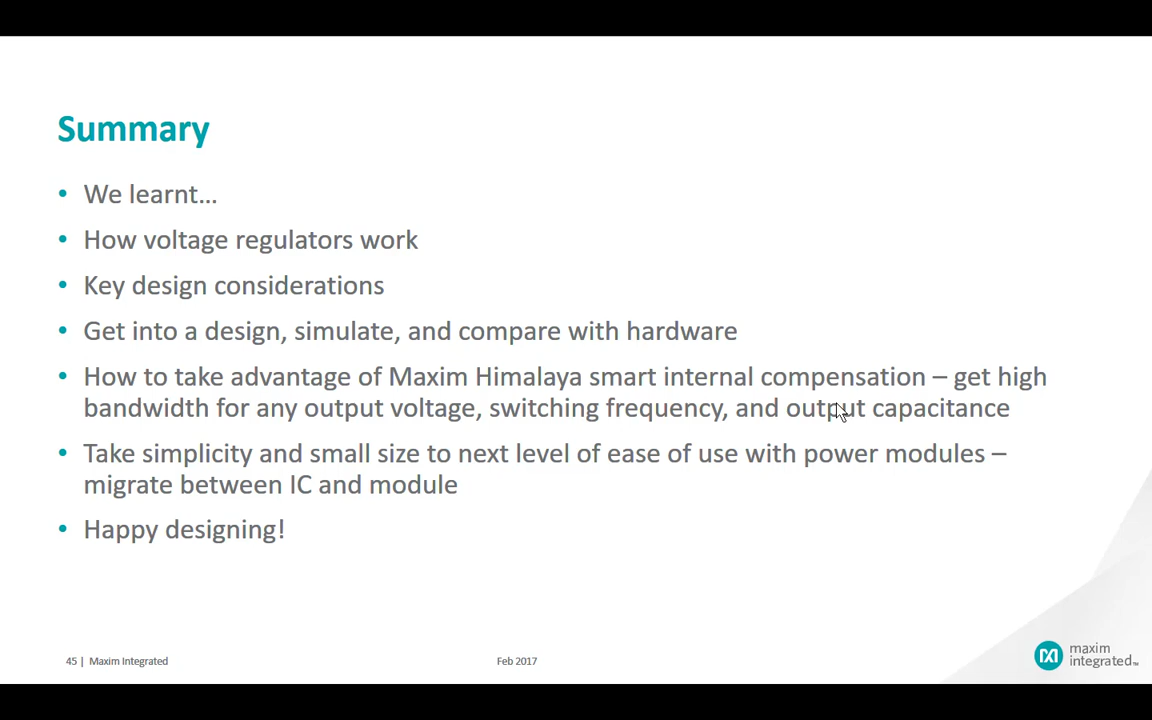 Summary
• We learnt...
• How voltage regulators work
• Key design considerations
• Get into a design, simulate, and compare with hardware
• How to take advantage of Maxim Himalaya smart internal compensation – get high
bandwidth for any output voltage, switching frequency, and output capacitance
• Take simplicity and small size to next level of ease of use with power modules –
migrate between IC and module
• Happy designing!
45 | Maxim Integrated
Feb 2017
maxim
integrated™